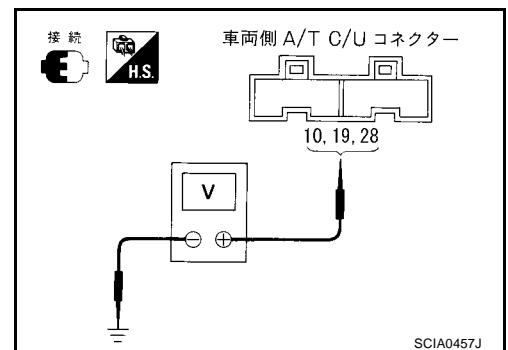 接続
H.S.
車両側 A/T C/U コネクター
10, 19, 28
V
SCIA0457J